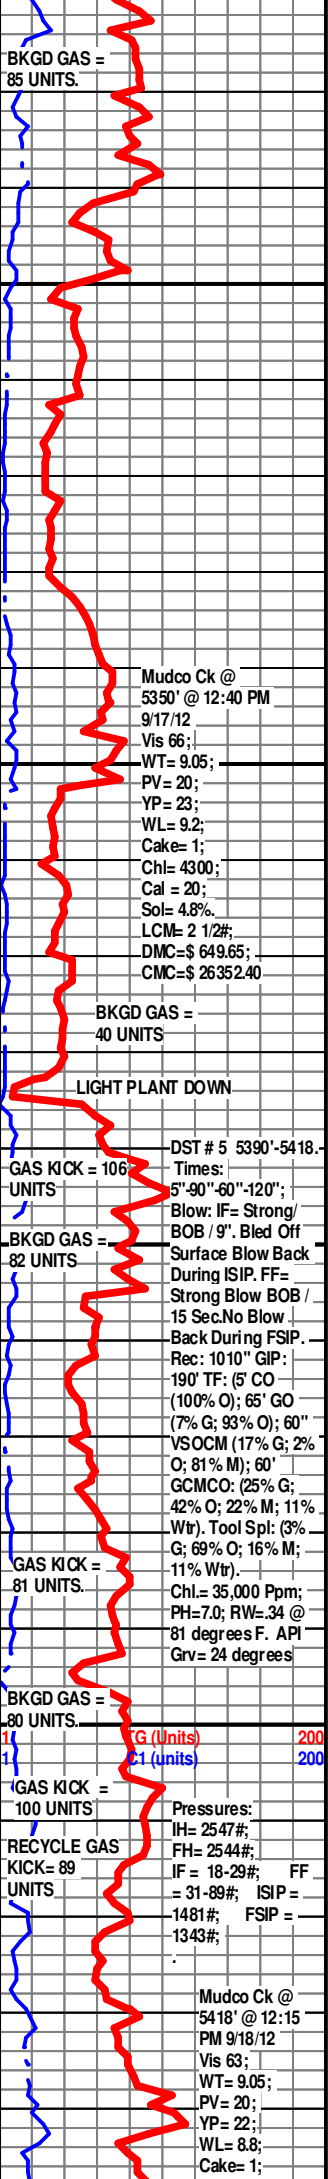 BKGD GAS =
85 UNITS.
Mudco Ck @
5350' @ 12:40 PM
9/17/12
Vis 66;
WT= 9.05;
PV= 20;
YP= 23;
WL= 9.2;
Cake= 1;
Chl= 4300;
Cal = 20;
Sol= 4.8%.
LCM= 2 1/2#;
DMC=$ 649.65;
CMC=$ 26352.40
BKGD GAS =
40 UNITS
LIGHT PLANT DOWN
GAS KICK = 106
UNITS
BKGD GAS =
82 UNITS
DST # 5 5390'-5418.
Times:
5"-90"-60"-120";
Blow: IF= Strong/
BOB / 9". Bled Off
Surface Blow Back
During ISIP. FF=
Strong Blow BOB /
15 Sec.No Blow
Back During FSIP.
Rec: 1010" GIP:
190' TF: (5' CO
(100% O); 65' GO
(7% G; 93% O); 60"
VSOCM (17% G; 2%
O; 81% M); 60'
GCMCO: (25% G;
42% O; 22% M; 11%
Wtr). Tool Spl: (3%
G; 69% O; 16% M;
11% Wtr).
Chl.= 35,000 Ppm;
PH=7.0; RW=.34 @
81 degrees F. API
Grv= 24 degrees
GAS KICK =
81 UNITS.
BKGD GAS =
80 UNITS.
1 TG (Units) 200
1 C1 (units) 200
GAS KICK =
100 UNITS
RECYCLE GAS
KICK= 89
UNITS
Pressures:
IH= 2547#;
FH= 2544#;
IF = 18-29#; FF
= 31-89#; ISIP =
1481#; FSIP =
1343#;
.
Mudco Ck @
5418' @ 12:15
PM 9/18/12
Vis 63;
WT= 9.05;
PV= 20;
YP= 22;
WL= 8.8;
Cake= 1;